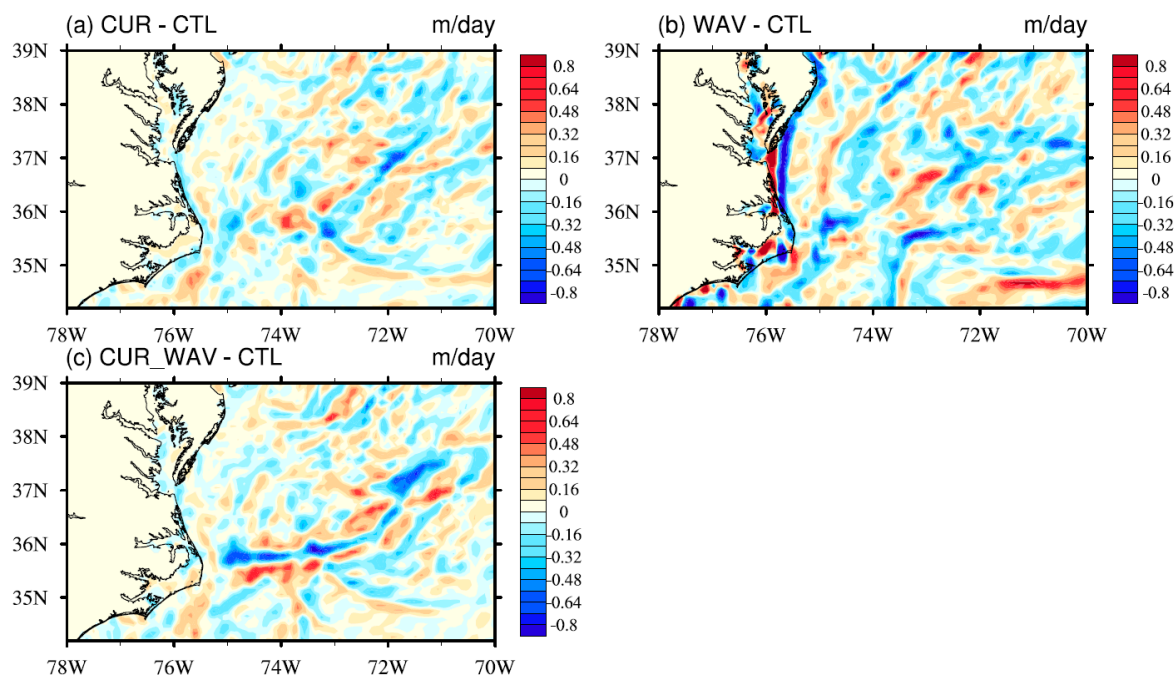 (a) CUR - CTL m/day
39N
38N
37N
36N
35N
78W 76W 74W 72W 70W
0.8
0.64
0.48
0.32
0.16
0
-0.16
-0.32
-0.48
-0.64
-0.8
(b) WAV - CTL m/day
39N
38N
37N
36N
35N
78W 76W 74W 72W 70W
0.8
0.64
0.48
0.32
0.16
0
-0.16
-0.32
-0.48
-0.64
-0.8
(c) CUR_WAV - CTL m/day
39N
38N
37N
36N
35N
78W 76W 74W 72W 70W
0.8
0.64
0.48
0.32
0.16
0
-0.16
-0.32
-0.48
-0.64
-0.8